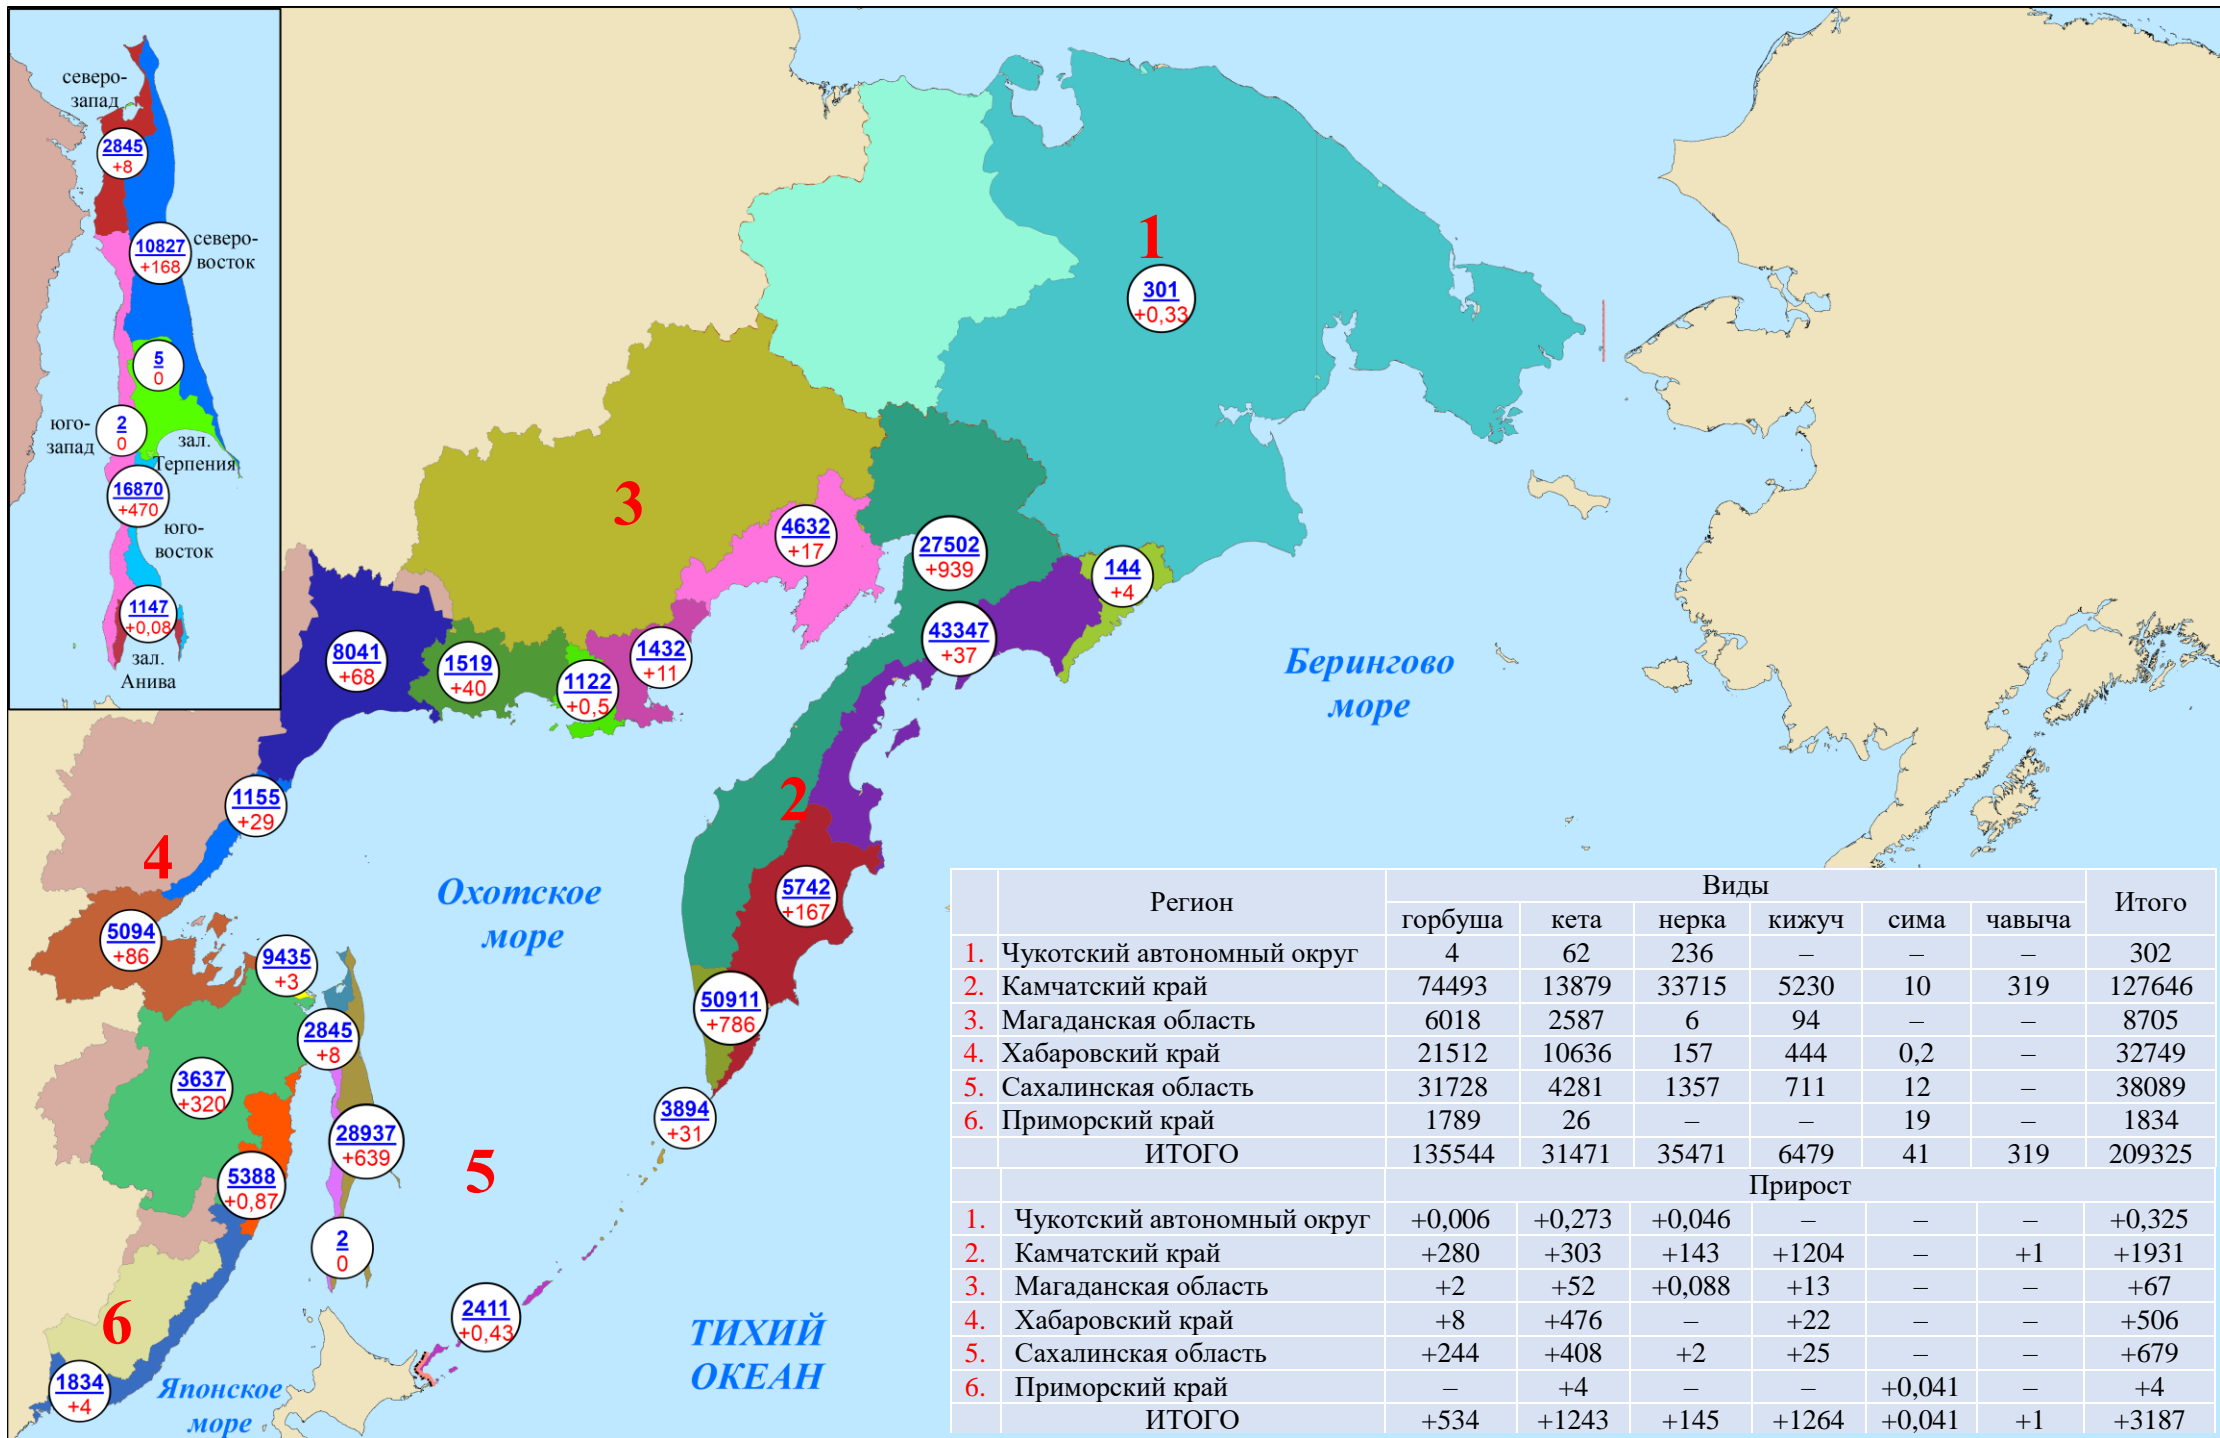 северо-
запад
2845
+8
10827
+168
северо-
восток
5
0
юго-
запад
2
0
зал.
Терпения
16870
+470
юго-
восток
1147
+0,08
зал.
Анива
1
301
+0,33
3
4632
+17
27502
+939
144
+4
43347
+37
8041
+68
1519
+40
1122
+0,5
1432
+11
Берингово
море
1155
+29
4
2
Охотское
море
5742
+167
5094
+86
9435
+3
50911
+786
2845
+8
3637
+320
3894
+31
28937
+639
5
5388
+0,87
2
0
6
2411
+0,43
ТИХИЙ
ОКЕАН
1834
+4
Японское
море
Регион Виды Итого
горбуша кета нерка кижуч сима чавыча
1. Чукотский автономный округ 4 62 236 – – – 302
2. Камчатский край 74493 13879 33715 5230 10 319 127646
3. Магаданская область 6018 2587 6 94 – – 8705
4. Хабаровский край 21512 10636 157 444 0,2 – 32749
5. Сахалинская область 31728 4281 1357 711 12 – 38089
6. Приморский край 1789 26 – – 19 – 1834
ИТОГО 135544 31471 35471 6479 41 319 209325
Прирост
1. Чукотский автономный округ +0,006 +0,273 +0,046 – – – +0,325
2. Камчатский край +280 +303 +143 +1204 – +1 +1931
3. Магаданская область +2 +52 +0,088 +13 – – +67
4. Хабаровский край +8 +476 – +22 – – +506
5. Сахалинская область +244 +408 +2 +25 – – +679
6. Приморский край – +4 – – +0,041 – +4
ИТОГО +534 +1243 +145 +1264 +0,041 +1 +3187